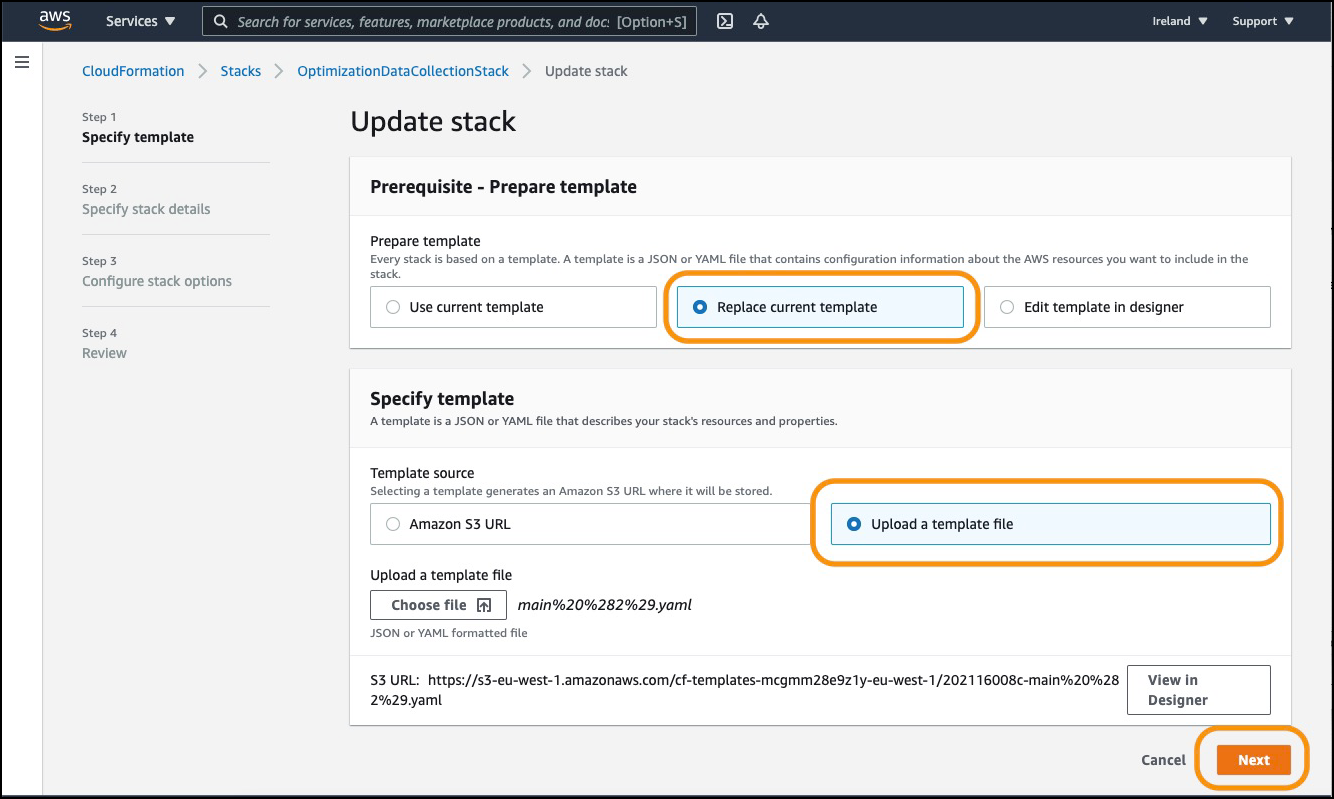 aws Services Search for services, features, marketplace products, and docs [Option+S] Ireland Support
CloudFormation Stacks OptimizationDataCollectionStack Update stack
Step 1
Specify template
Step 2
Specify stack details
Step 3
Configure stack options
Step 4
Review
Update stack
Prerequisite - Prepare template
Prepare template
Every stack is based on a template. A template is a JSON or YAML file that contains configuration information about the AWS resources you want to include in the
stack.
Use current template Replace current template Edit template in designer
Specify template
A template is a JSON or YAML file that describes your stack's resources and properties.
Template source
Selecting a template generates an Amazon S3 URL where it will be stored.
Amazon S3 URL Upload a template file
Upload a template file
Choose file main%20%282%29.yaml
JSON or YAML formatted file
S3 URL: https://s3-eu-west-1.amazonaws.com/cf-templates-mcgmm28e9z1y-eu-west-1/202116008c-main%20%28
2%29.yaml
View in
Designer
Cancel Next